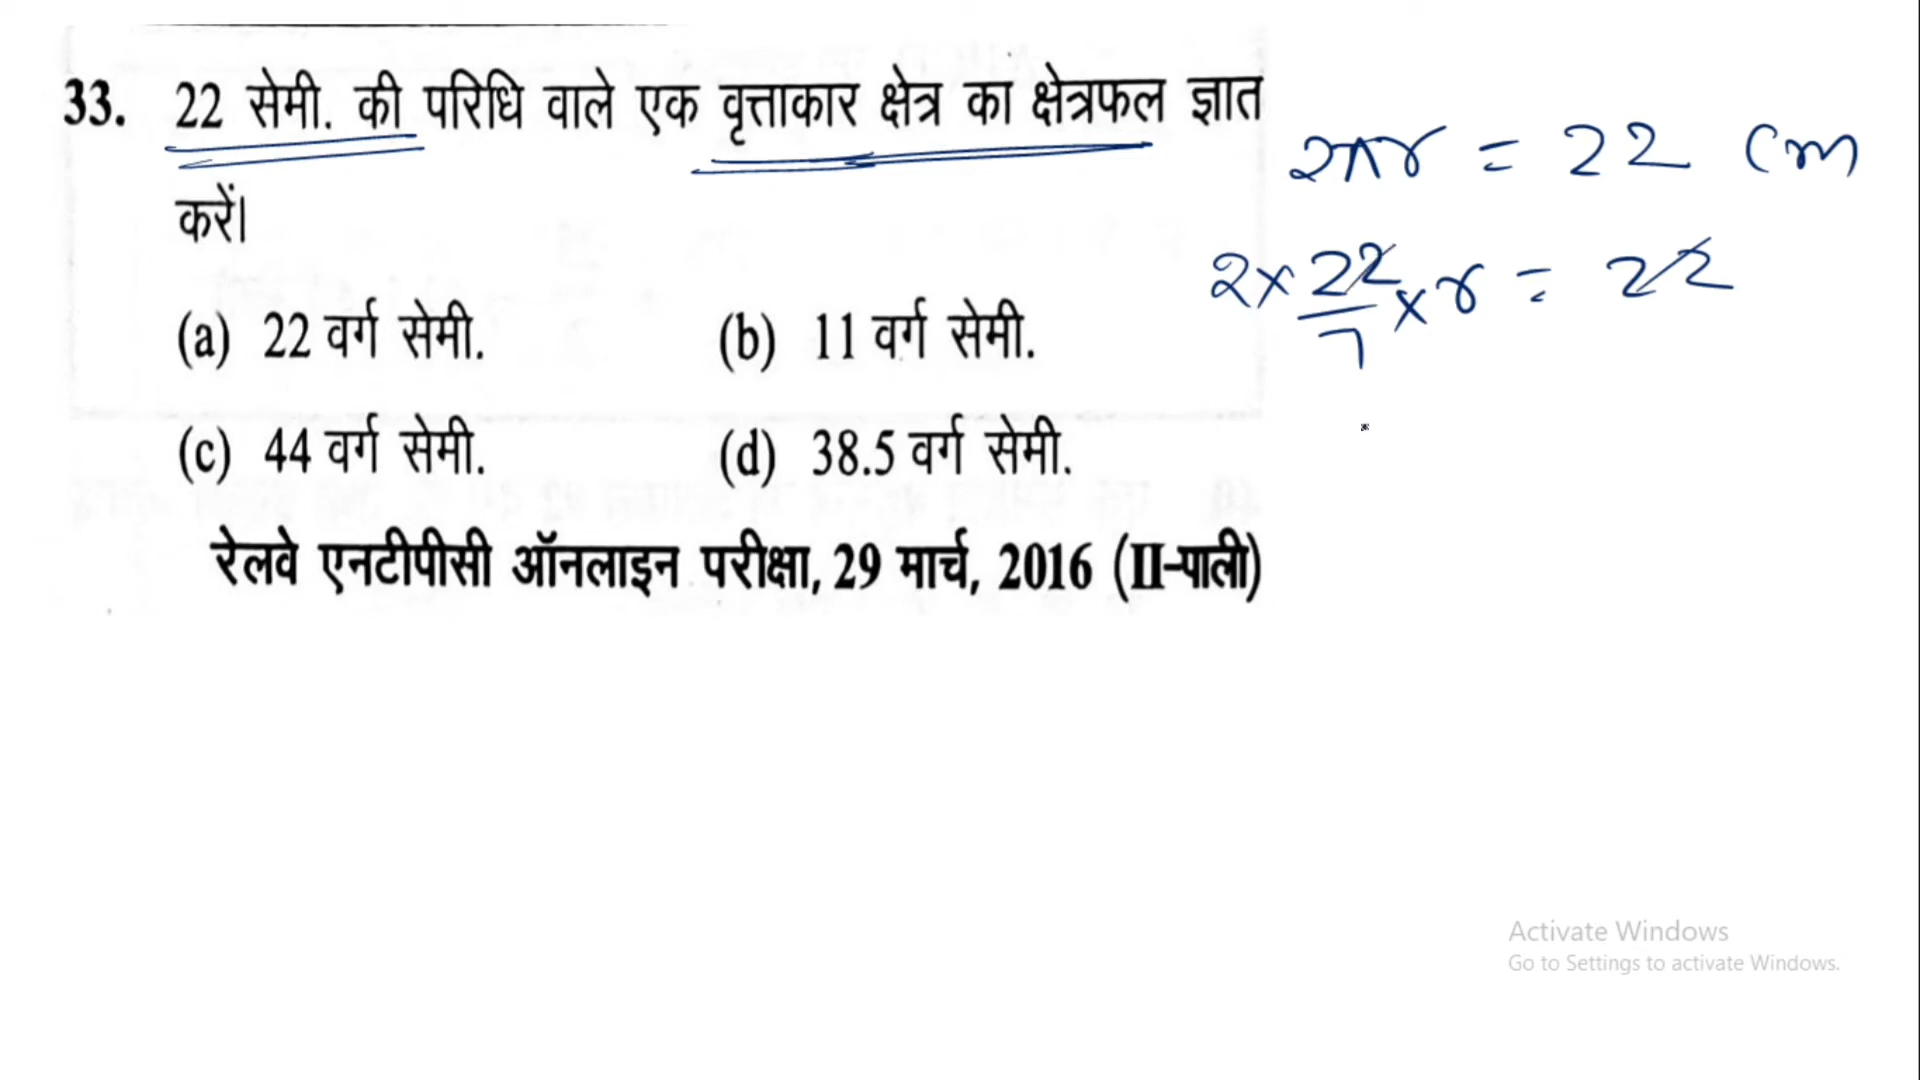 33. 22 सेमी. की परिधि वाले एक वृत्ताकार क्षेत्र का क्षेत्रफल ज्ञात
करें।
(a) 22 वर्ग सेमी. (b) 11 वर्ग सेमी.
(c) 44 वर्ग सेमी. (d) 38.5 वर्ग सेमी.
रेलवे एनटीपीसी ऑनलाइन परीक्षा, 29 मार्च, 2016 (II-पाली)
2πr = 22 cm
2 × 22/7 × r = 22
Activate Windows
Go to Settings to activate Windows.